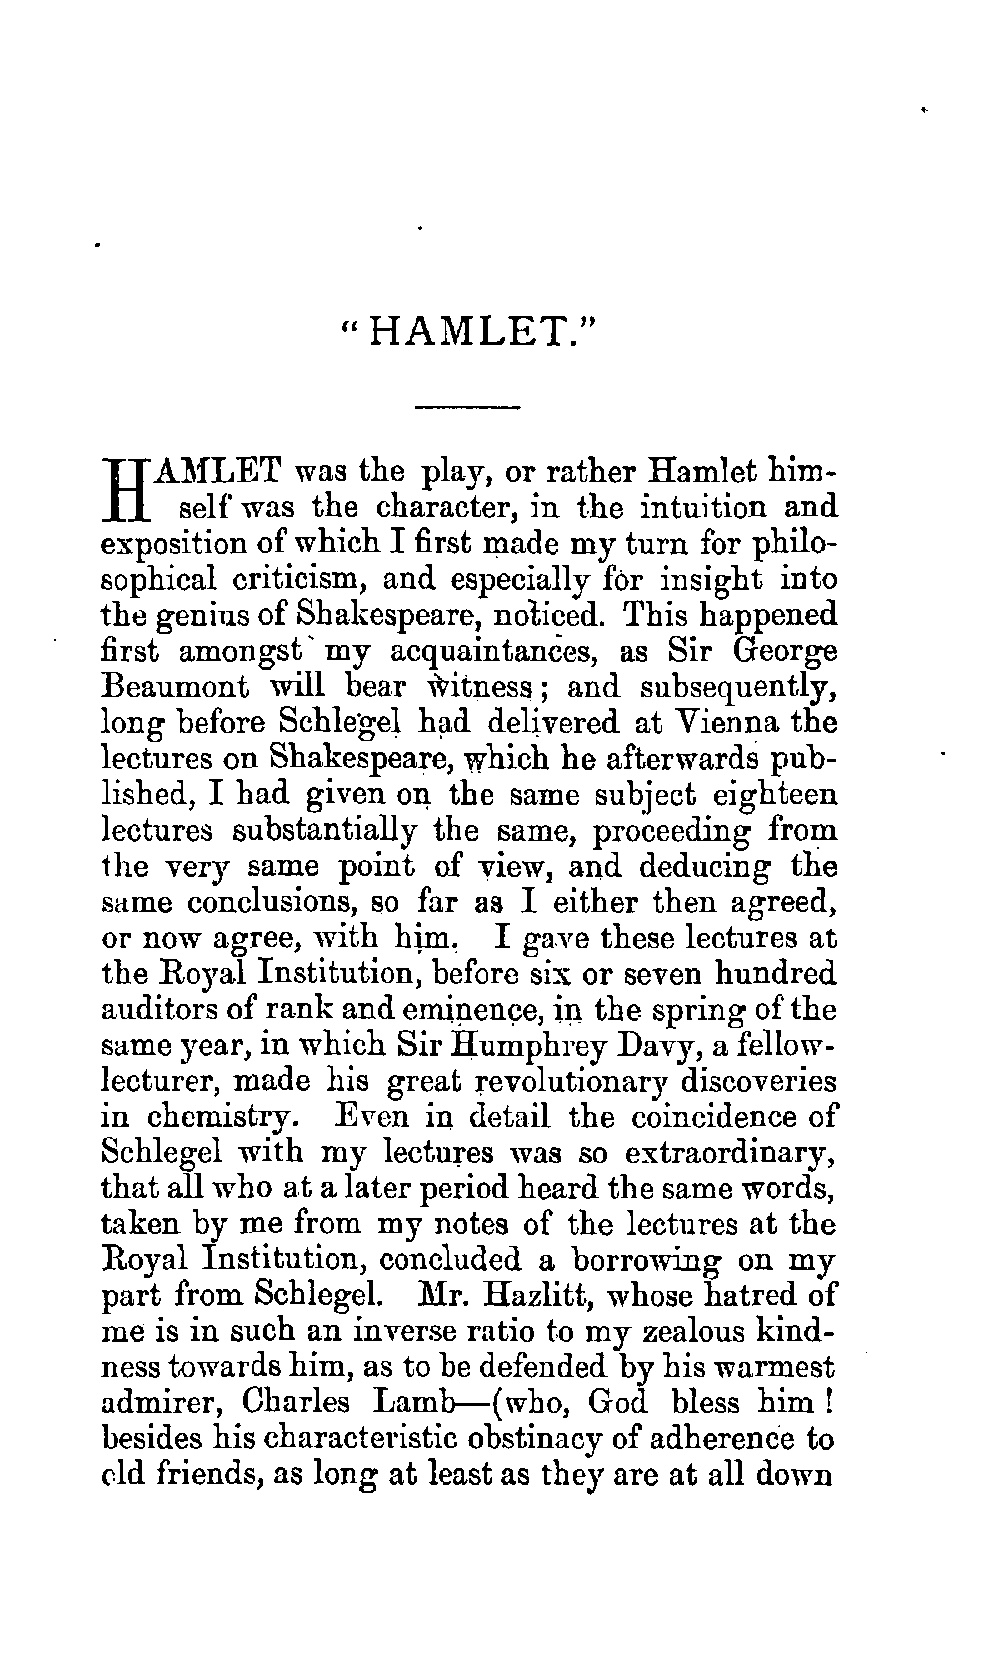 "HAMLET."
HAMLET was the play, or rather Hamlet him-
self was the character, in the intuition and
exposition of which I first made my turn for philo-
sophical criticism, and especially for insight into
the genius of Shakespeare, noticed. This happened
first amongst my acquaintances, as Sir George
Beaumont will bear witness; and subsequently,
long before Schlegel had delivered at Vienna the
lectures on Shakespeare, which he afterwards pub-
lished, I had given on the same subject eighteen
lectures substantially the same, proceeding from
the very same point of view, and deducing the
same conclusions, so far as I either then agreed,
or now agree, with him. I gave these lectures at
the Royal Institution, before six or seven hundred
auditors of rank and eminence, in the spring of the
same year, in which Sir Humphrey Davy, a fellow-
lecturer, made his great revolutionary discoveries
in chemistry. Even in detail the coincidence of
Schlegel with my lectures was so extraordinary,
that all who at a later period heard the same words,
taken by me from my notes of the lectures at the
Royal Institution, concluded a borrowing on my
part from Schlegel. Mr. Hazlitt, whose hatred of
me is in such an inverse ratio to my zealous kind-
ness towards him, as to be defended by his warmest
admirer, Charles Lamb—(who, God bless him!
besides his characteristic obstinacy of adherence to
old friends, as long at least as they are at all down